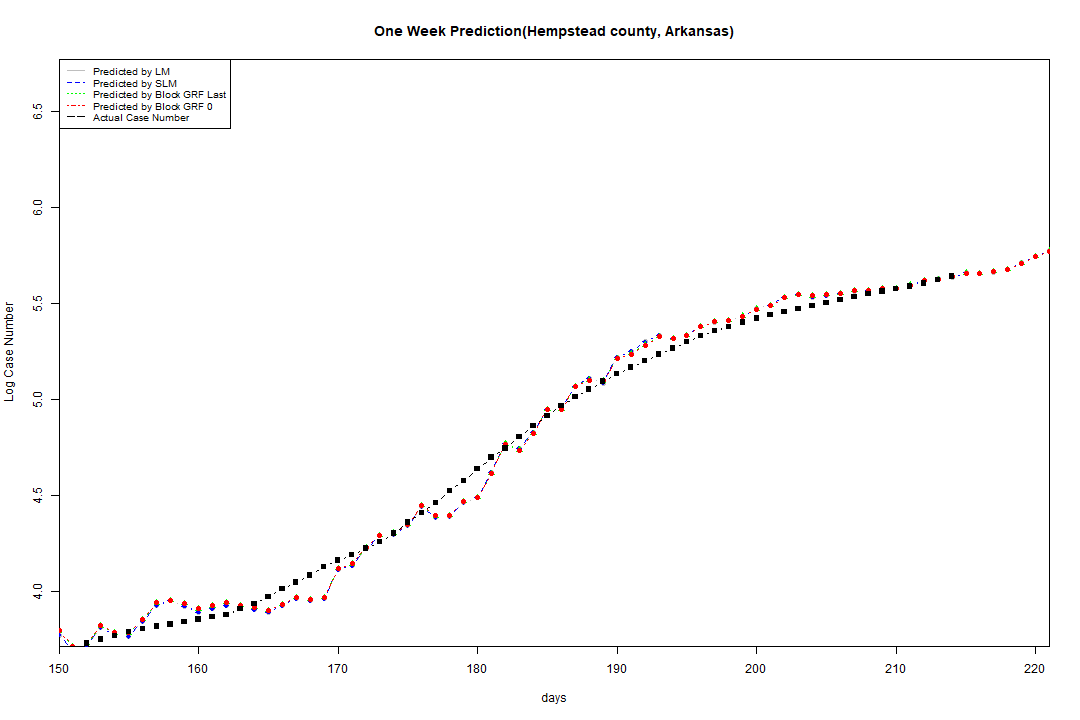 One Week Prediction(Hempstead county, Arkansas)
Predicted by LM
Predicted by SLM
Predicted by Block GRF Last
Predicted by Block GRF 0
Actual Case Number
Log Case Number
6.5
6.0
5.5
5.0
4.5
4.0
150 160 170 180 190 200 210 220
days